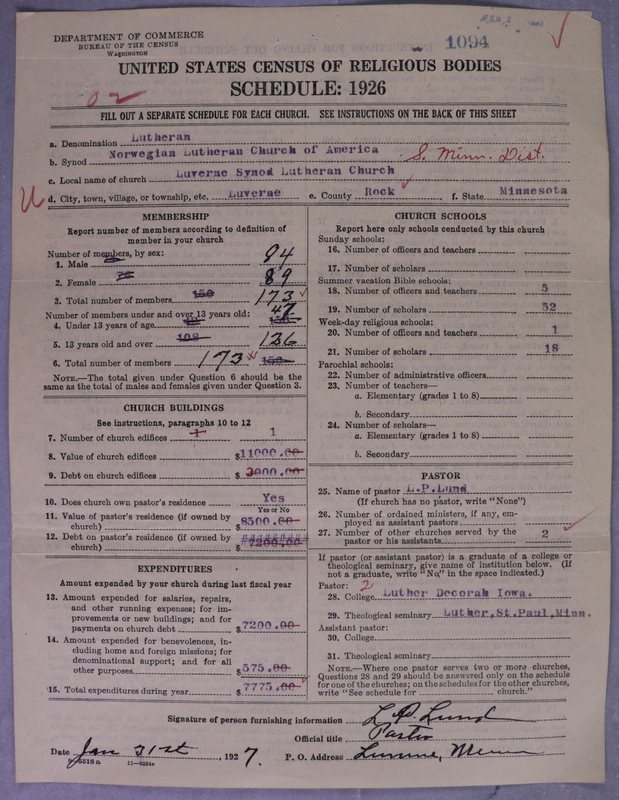 DEPARTMENT OF COMMERCE
BUREAU OF THE CENSUS
WASHINGTON
1094
UNITED STATES CENSUS OF RELIGIOUS BODIES
SCHEDULE: 1926
FILL OUT A SEPARATE SCHEDULE FOR EACH CHURCH. SEE INSTRUCTIONS ON THE BACK OF THIS SHEET
a. Denomination Lutheran
b. Synod Norwegian Lutheran Church of America S. Minn. Dist.
c. Local name of church Luverne Synod Lutheran Church
d. City, town, village, or township, etc. Luverne e. County Rock f. State Minnesota
MEMBERSHIP
Report number of members according to definition of
member in your church
Number of members, by sex:
1. Male 84
2. Female 89
3. Total number of members 150 173
Number of members under and over 13 years old:
4. Under 13 years of age 47
5. 13 years old and over 108 126
6. Total number of members 173 150
NOTE.—The total given under Question 6 should be the
same as the total of males and females given under Question 3.
CHURCH BUILDINGS
See instructions, paragraphs 10 to 12
7. Number of church edifices 1 1
8. Value of church edifices $11000.00
9. Debt on church edifices $2000.00
10. Does church own pastor's residence Yes
Yes or No
11. Value of pastor's residence (if owned by
church) $8500.00
12. Debt on pastor's residence (if owned by
church) $7200.00
EXPENDITURES
Amount expended by your church during last fiscal year
13. Amount expended for salaries, repairs,
and other running expenses; for im-
provements or new buildings; and for
payments on church debt $7200.00
14. Amount expended for benevolences, in-
cluding home and foreign missions; for
denominational support; and for all
other purposes $575.00
15. Total expenditures during year $7775.00
CHURCH SCHOOLS
Report here only schools conducted by this church
Sunday schools:
16. Number of officers and teachers
17. Number of scholars
Summer vacation Bible schools:
18. Number of officers and teachers 5
19. Number of scholars 52
Week-day religious schools:
20. Number of officers and teachers 1
21. Number of scholars 18
Parochial schools:
22. Number of administrative officers
23. Number of teachers—
a. Elementary (grades 1 to 8)
b. Secondary
24. Number of scholars—
a. Elementary (grades 1 to 8)
b. Secondary
PASTOR
25. Name of pastor L.P.Lund
(If church has no pastor, write "None")
26. Number of ordained ministers, if any, em-
ployed as assistant pastors
27. Number of other churches served by the
pastor or his assistants 2
If pastor (or assistant pastor) is a graduate of a college or
theological seminary, give name of institution below. (If
not a graduate, write "No," in the space indicated.)
Pastor: 2
28. College Luther Decorah Iowa.
29. Theological seminary Luther,St.Paul,Minn.
Assistant pastor:
30. College
31. Theological seminary
NOTE.—Where one pastor serves two or more churches,
Questions 28 and 29 should be answered only on the schedule
for one of the churches; on the schedules for the other churches,
write "See schedule for church."
Signature of person furnishing information L. P. Lund
Official title Pastor
Date Jan 31st, 1927. P. O. Address Luverne, Minn